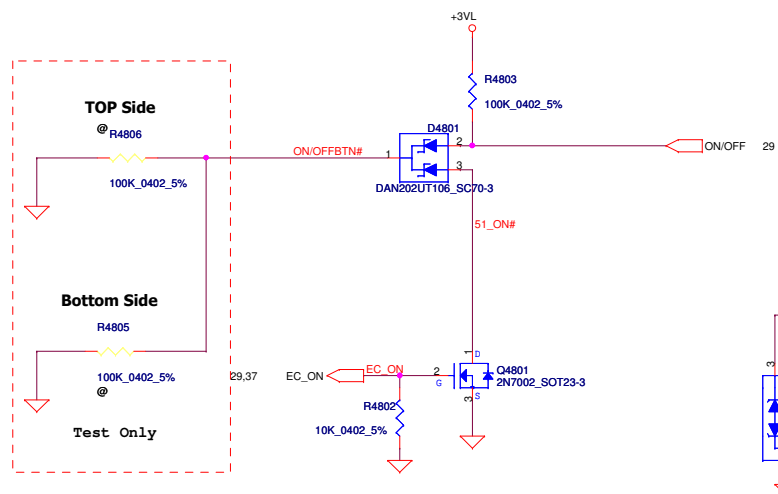 +3VL
R4803
100K_0402_5%
TOP Side
@
R4806
100K_0402_5%
ON/OFFBTN#
1
D4801
2
3
DAN202UT106_SC70-3
ON/OFF 29
51_ON#
Bottom Side
R4805
100K_0402_5%
@
Test Only
29,37 EC_ON
EC_ON
2
G
1
D
3
S
Q4801
2N7002_SOT23-3
R4802
10K_0402_5%
3